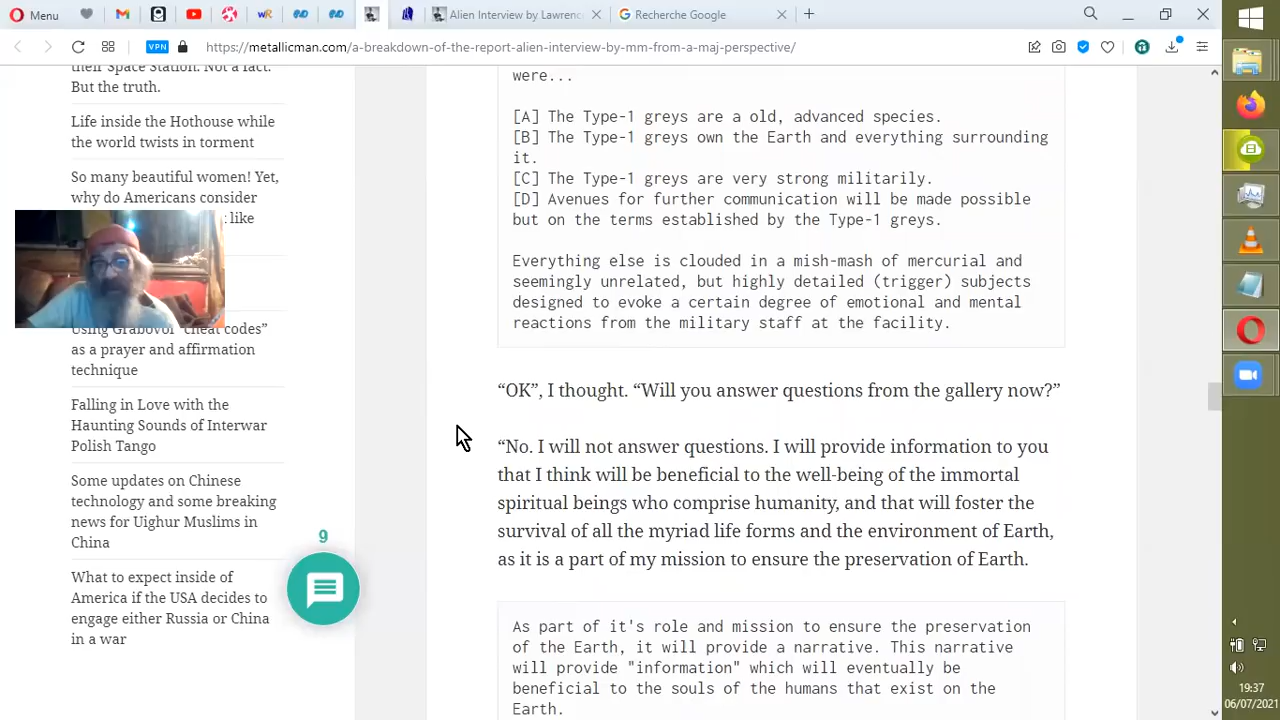 Menu
Alien Interview by Lawrenc
Recherche Google
VPN
https://metallicman.com/a-breakdown-of-the-report-alien-interview-by-mm-from-a-maj-perspective/
their Space Station. Not a fact.
But the truth.
Life inside the Hothouse while
the world twists in torment
So many beautiful women! Yet,
why do Americans consider
: like
Using Grabovoi “cheat codes”
as a prayer and affirmation
technique
Falling in Love with the
Haunting Sounds of Interwar
Polish Tango
Some updates on Chinese
technology and some breaking
news for Uighur Muslims in
China
What to expect inside of
America if the USA decides to
engage either Russia or China
in a war
9
were...
[A] The Type-1 greys are a old, advanced species.
[B] The Type-1 greys own the Earth and everything surrounding
it.
[C] The Type-1 greys are very strong militarily.
[D] Avenues for further communication will be made possible
but on the terms established by the Type-1 greys.
Everything else is clouded in a mish-mash of mercurial and
seemingly unrelated, but highly detailed (trigger) subjects
designed to evoke a certain degree of emotional and mental
reactions from the military staff at the facility.
“OK”, I thought. “Will you answer questions from the gallery now?”
“No. I will not answer questions. I will provide information to you
that I think will be beneficial to the well-being of the immortal
spiritual beings who comprise humanity, and that will foster the
survival of all the myriad life forms and the environment of Earth,
as it is a part of my mission to ensure the preservation of Earth.
As part of it's role and mission to ensure the preservation
of the Earth, it will provide a narrative. This narrative
will provide "information" which will eventually be
beneficial to the souls of the humans that exist on the
Earth.
19:37
06/07/2021